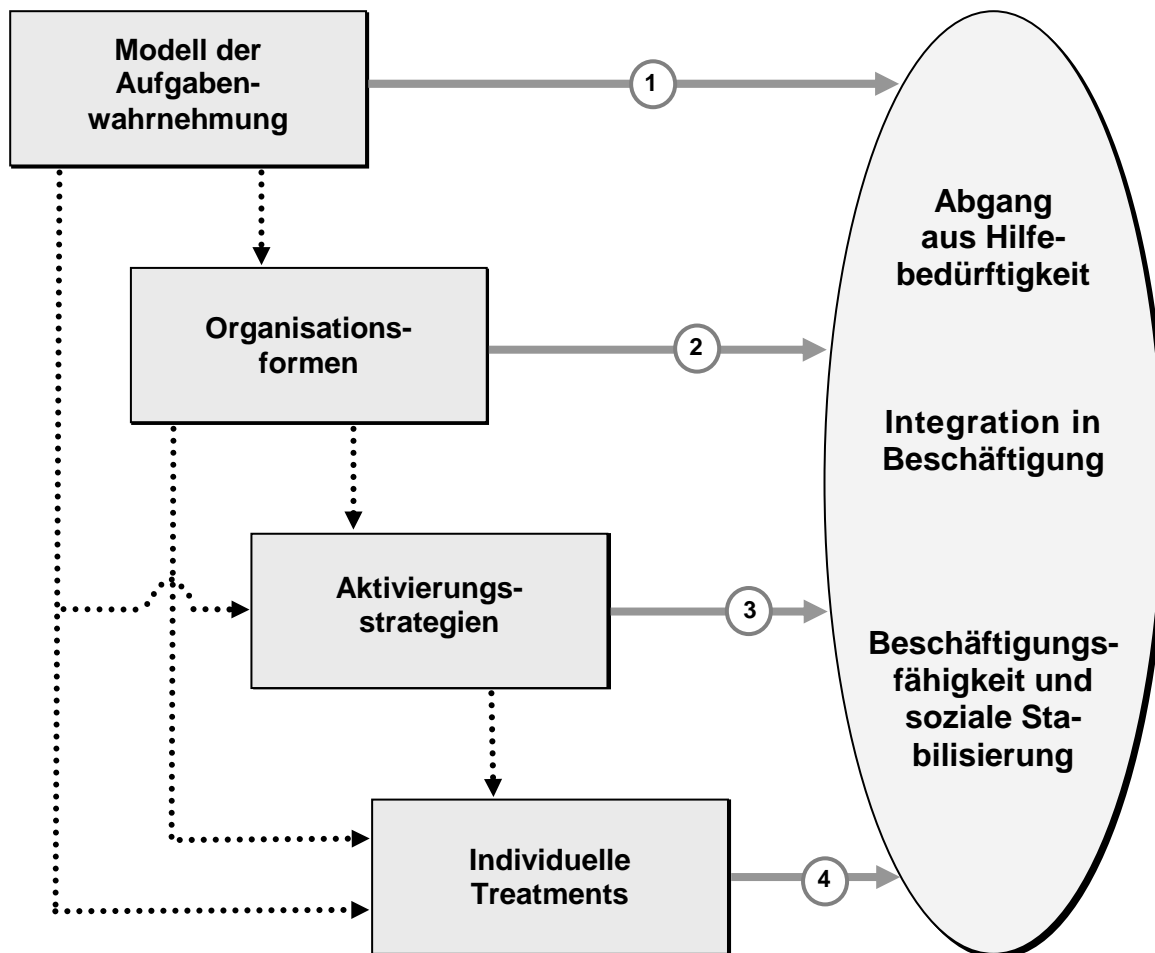 Modell der
Aufgaben-
wahrnehmung
1
Organisations-
formen
2
Aktivierungs-
strategien
3
Individuelle
Treatments
4
Abgang
aus Hilfe-
bedürftigkeit
Integration in
Beschäftigung
Beschäftigungs-
fähigkeit und
soziale Sta-
bilisierung